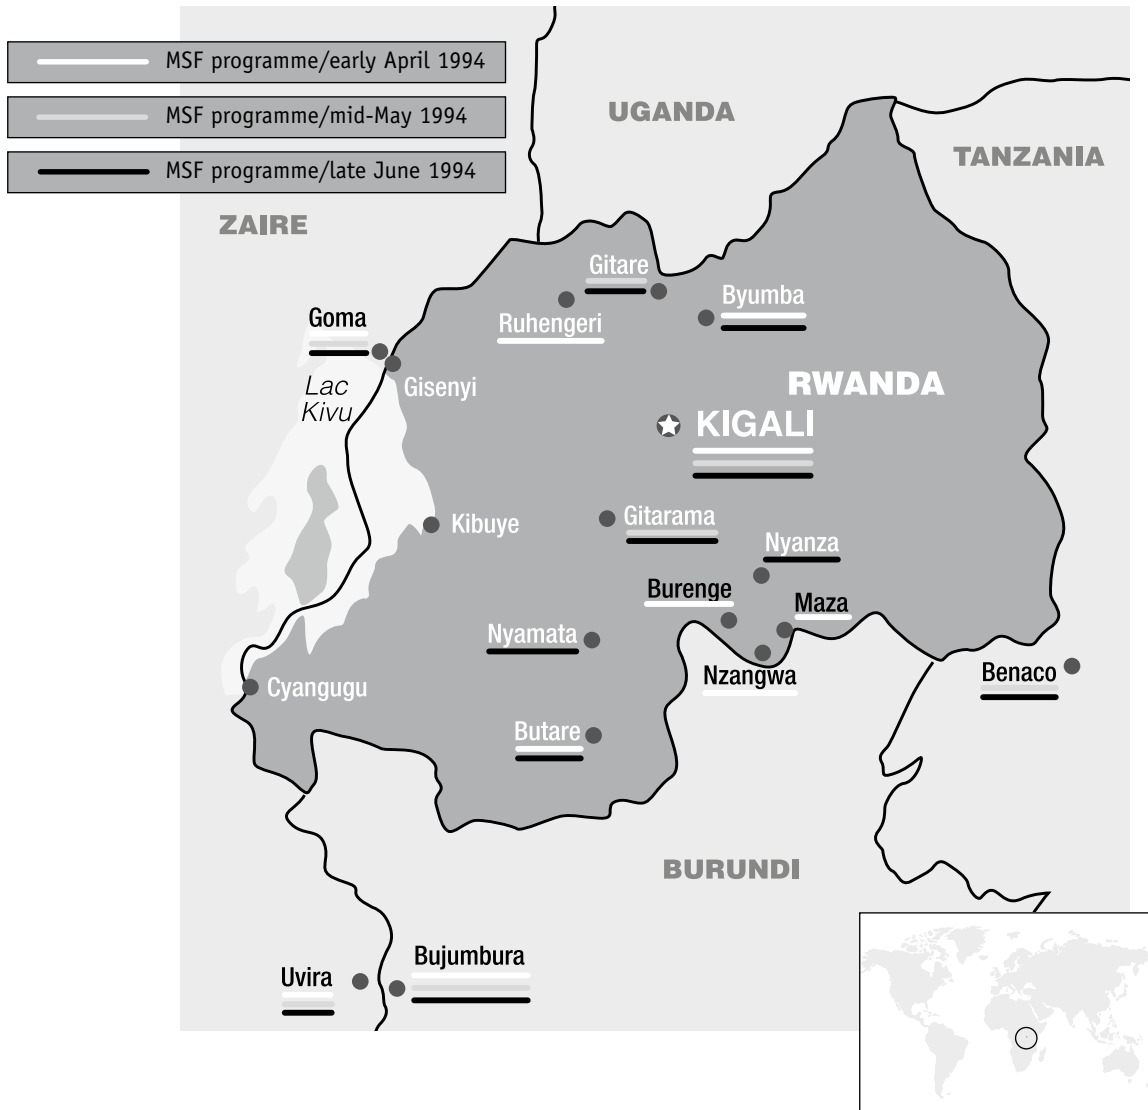 MSF programme/early April 1994
MSF programme/mid-May 1994
MSF programme/late June 1994
UGANDA
TANZANIA
ZAIRE
Gitare
Byumba
Goma
Ruhengeri
RWANDA
Lac
Kivu
Gisenyi
KIGALI
Kibuye
Gitarama
Nyanza
Burenge
Maza
Nyamata
Nzangwa
Benaco
Cyangugu
Butare
BURUNDI
Bujumbura
Uvira